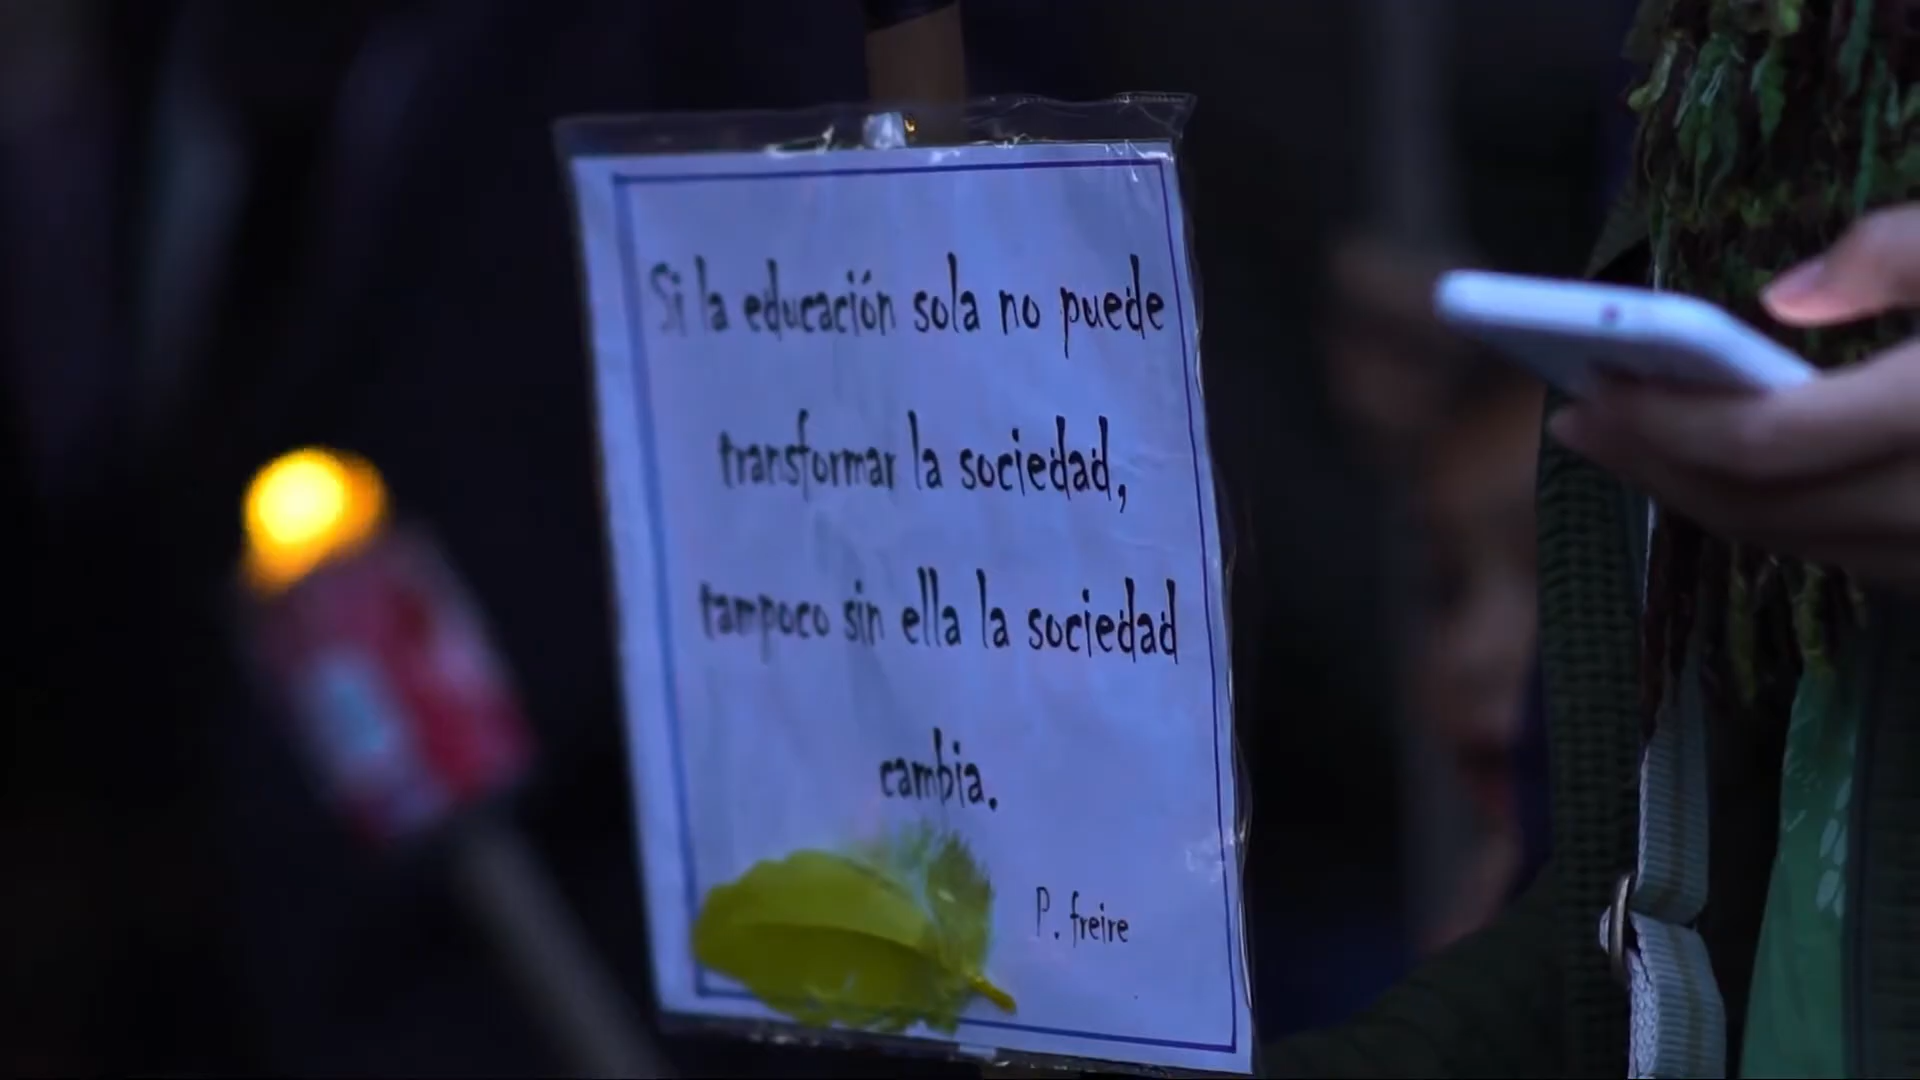 Si la educación sola no puede
transformar la sociedad,
tampoco sin ella la sociedad
cambia.
P. freire